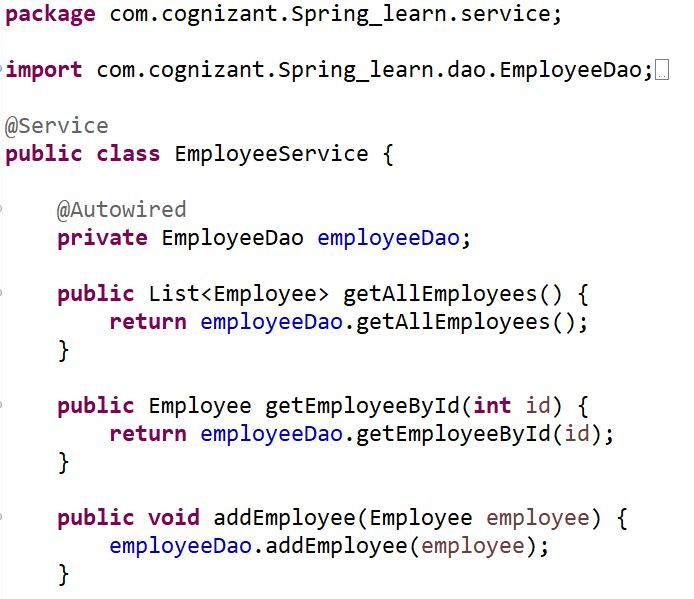 package com.cognizant.Spring_learn.service;
import com.cognizant.Spring_learn.dao.EmployeeDao;
@Service
public class EmployeeService {
@Autowired
private EmployeeDao employeeDao;
public List<Employee> getAllEmployees() {
return employeeDao.getAllEmployees();
}
public Employee getEmployeeById(int id) {
return employeeDao.getEmployeeById(id);
}
public void addEmployee(Employee employee) {
employeeDao.addEmployee(employee);
}